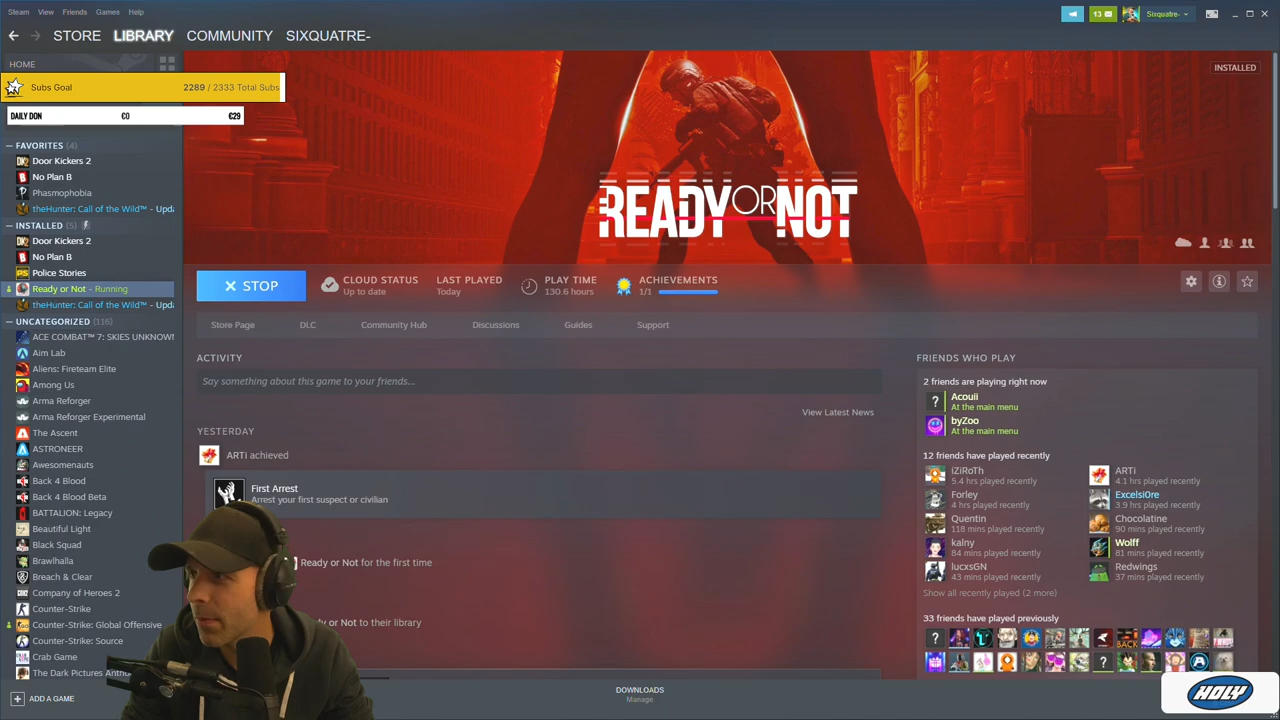 Steam View Friends Games Help
13 Sixquatre-
STORE LIBRARY COMMUNITY SIXQUATRE-
HOME
Subs Goal 2289 / 2333 Total Subs
DAILY DON €0 €29
FAVORITES (4)
Door Kickers 2
No Plan B
Phasmophobia
theHunter: Call of the Wild™ - Upda
INSTALLED (5)
Door Kickers 2
No Plan B
Police Stories
Ready or Not - Running
theHunter: Call of the Wild™ - Upda
UNCATEGORIZED (116)
ACE COMBAT™ 7: SKIES UNKNOWN
Aim Lab
Aliens: Fireteam Elite
Among Us
Arma Reforger
Arma Reforger Experimental
The Ascent
ASTRONEER
Awesomenauts
Back 4 Blood
Back 4 Blood Beta
BATTALION: Legacy
Beautiful Light
Black Squad
Brawlhalla
Breach & Clear
Company of Heroes 2
Counter-Strike
Counter-Strike: Global Offensive
Counter-Strike: Source
Crab Game
The Dark Pictures Antho
ADD A GAME
INSTALLED
READY OR NOT
STOP
CLOUD STATUS
Up to date
LAST PLAYED
Today
PLAY TIME
130.6 hours
ACHIEVEMENTS
1/1
Store Page DLC Community Hub Discussions Guides Support
ACTIVITY
Say something about this game to your friends...
View Latest News
YESTERDAY
ARTi achieved
First Arrest
Arrest your first suspect or civilian
Ready or Not for the first time
dy or Not to their library
FRIENDS WHO PLAY
2 friends are playing right now
Acouii
At the main menu
byZoo
At the main menu
12 friends have played recently
iZiRoTh
5.4 hrs played recently
ARTi
4.1 hrs played recently
Forley
4 hrs played recently
Excelsi0re
3.9 hrs played recently
Quentin
118 mins played recently
Chocolatine
90 mins played recently
kalny
84 mins played recently
Wolff
81 mins played recently
lucxsGN
43 mins played recently
Redwings
37 mins played recently
Show all recently played (2 more)
33 friends have played previously
DOWNLOADS
Manage
HOLY